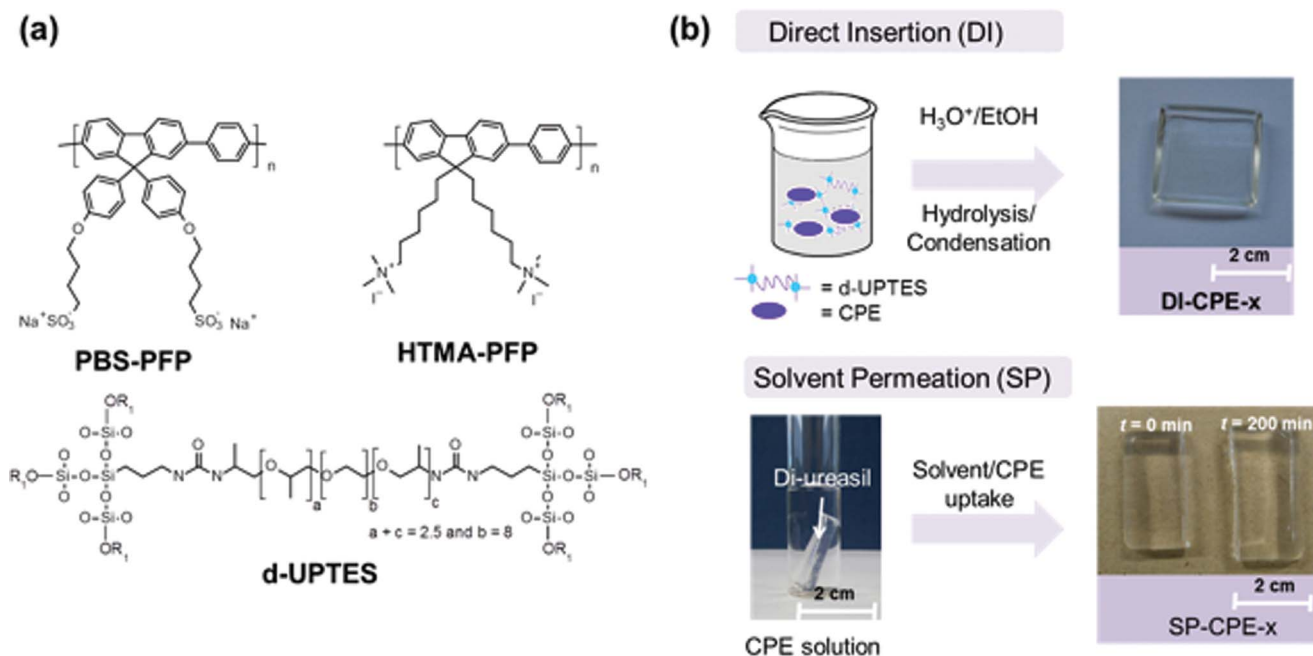 (a)
[ ]n
O
O
Na⁺SO₃⁻
SO₃⁻ Na⁺
PBS-PFP
[ ]n
N⁺
I⁻
N⁺
I⁻
HTMA-PFP
OR₁
O-Si-O
O
O
R₁O-Si-O-Si
O
O
O-Si-O
OR₁
N
O
N
[O]a[O]b[O]c
N
O
N
OR₁
O-Si-O
O
O
Si-O-Si-OR₁
O
O
O-Si-O
OR₁
a + c = 2.5 and b = 8
d-UPTES
(b)
Direct Insertion (DI)
H₃O⁺/EtOH
Hydrolysis/
Condensation
= d-UPTES
= CPE
2 cm
DI-CPE-x
Solvent Permeation (SP)
Di-ureasil
2 cm
CPE solution
Solvent/CPE
uptake
t = 0 min
t = 200 min
2 cm
SP-CPE-x